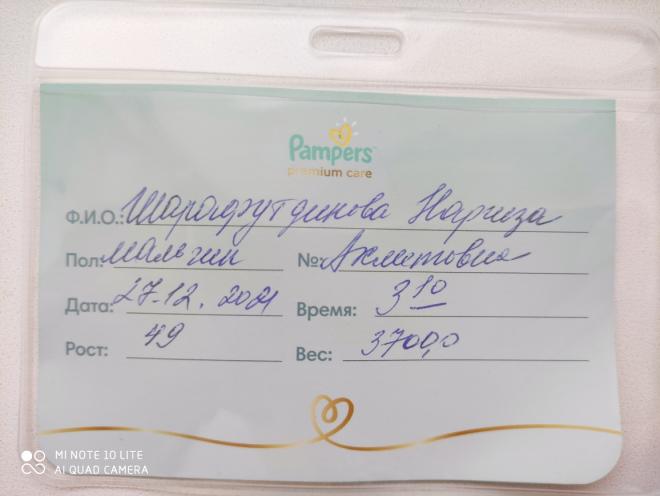 Pampers
premium care
Ф.И.О.: Шарафутдинова Наргиза
Пол: мальчик №: Ахметовна
Дата: 27.12.2021 Время: 3 10
Рост: 49 Вес: 3700,0
MI NOTE 10 LITE
AI QUAD CAMERA